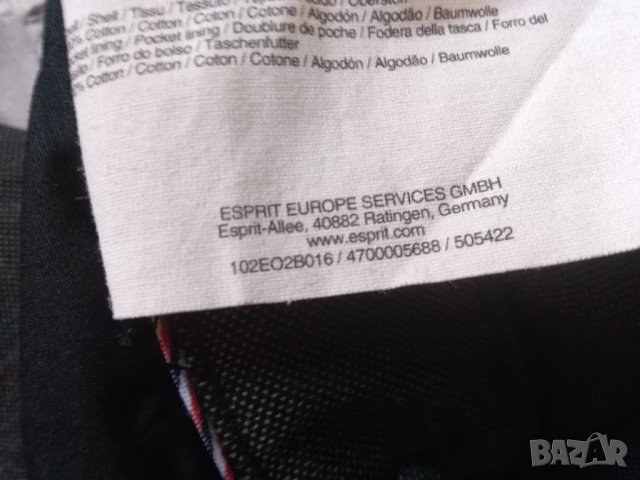 Shell / Tissu / Tessuto /
% Cotton / Cotton / Coton / Cotone / Algodón / Algodão / Baumwolle
lining / Pocket lining / Doublure de poche / Fodera della tasca / Forro del
/ Forro do bolso / Taschenfutter
% Cotton / Cotton / Coton / Cotone / Algodón / Algodão / Baumwolle
ESPRIT EUROPE SERVICES GMBH
Esprit-Allee, 40882 Ratingen, Germany
www.esprit.com
102EO2B016 / 4700005688 / 505422
BAZAR